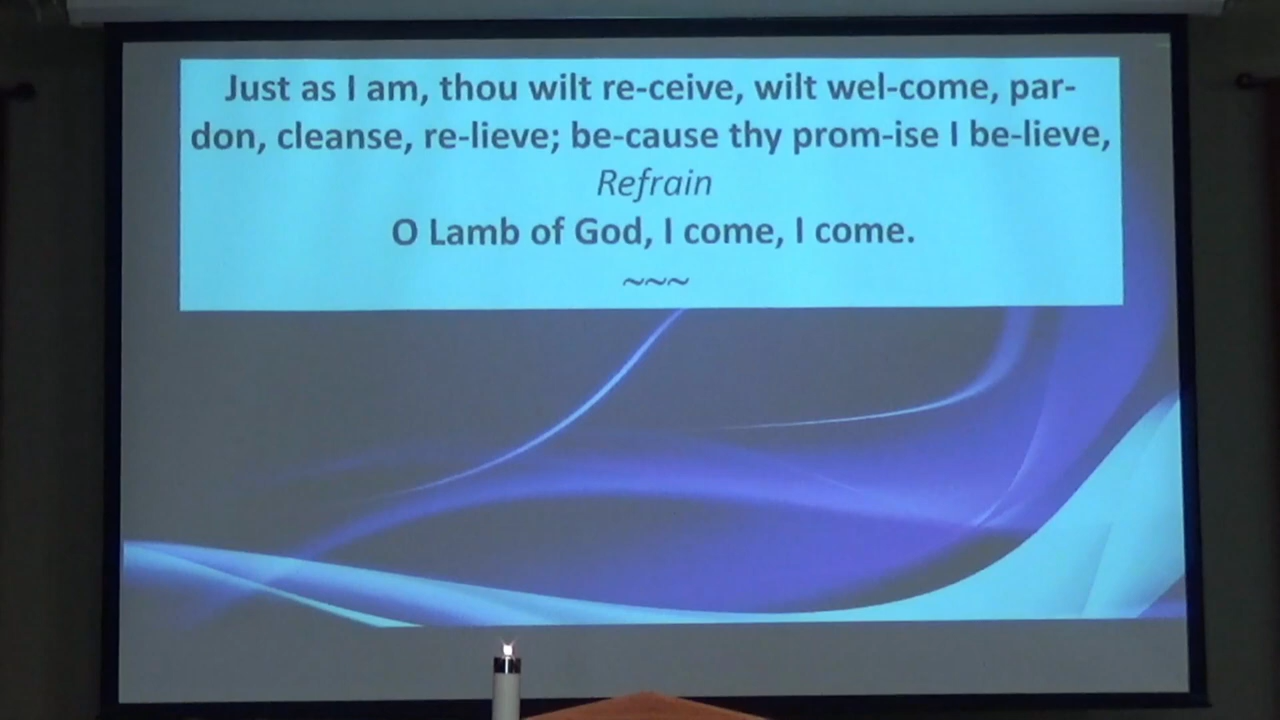 Just as I am, thou wilt re-ceive, wilt wel-come, par-
don, cleanse, re-lieve; be-cause thy prom-ise I be-lieve,
Refrain
O Lamb of God, I come, I come.
~~~